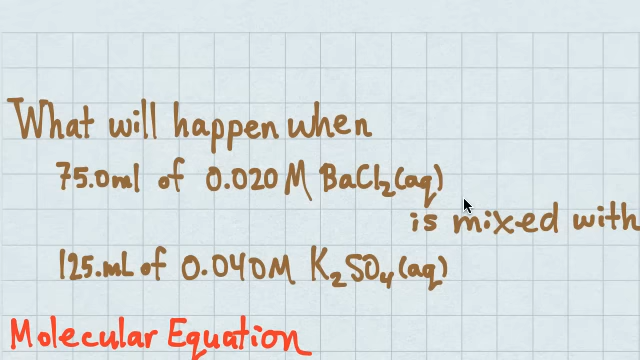 What will happen when
75.0ml of 0.020 M BaCl₂(aq)
is mixed with
125.mL of 0.040M K₂SO₄(aq)
Molecular Equation